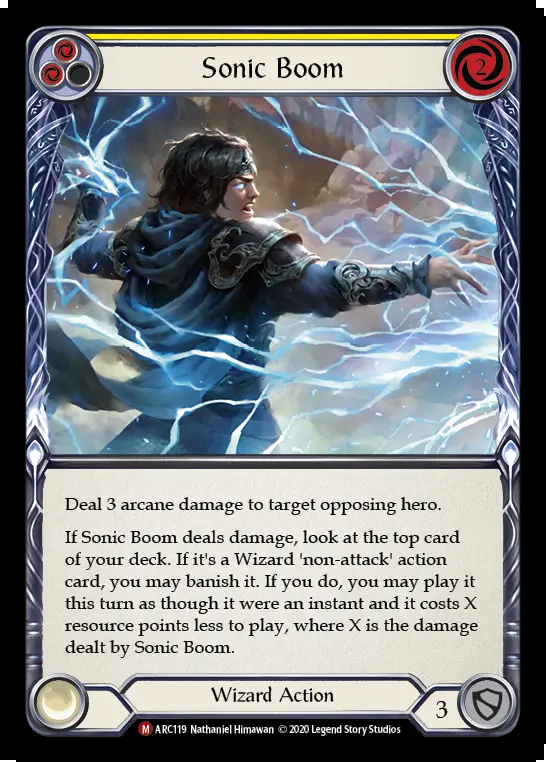 Sonic Boom
2
Deal 3 arcane damage to target opposing hero.
If Sonic Boom deals damage, look at the top card
of your deck. If it's a Wizard 'non-attack' action
card, you may banish it. If you do, you may play it
this turn as though it were an instant and it costs X
resource points less to play, where X is the damage
dealt by Sonic Boom.
Wizard Action
3
M ARC119 Nathaniel Himawan © 2020 Legend Story Studios